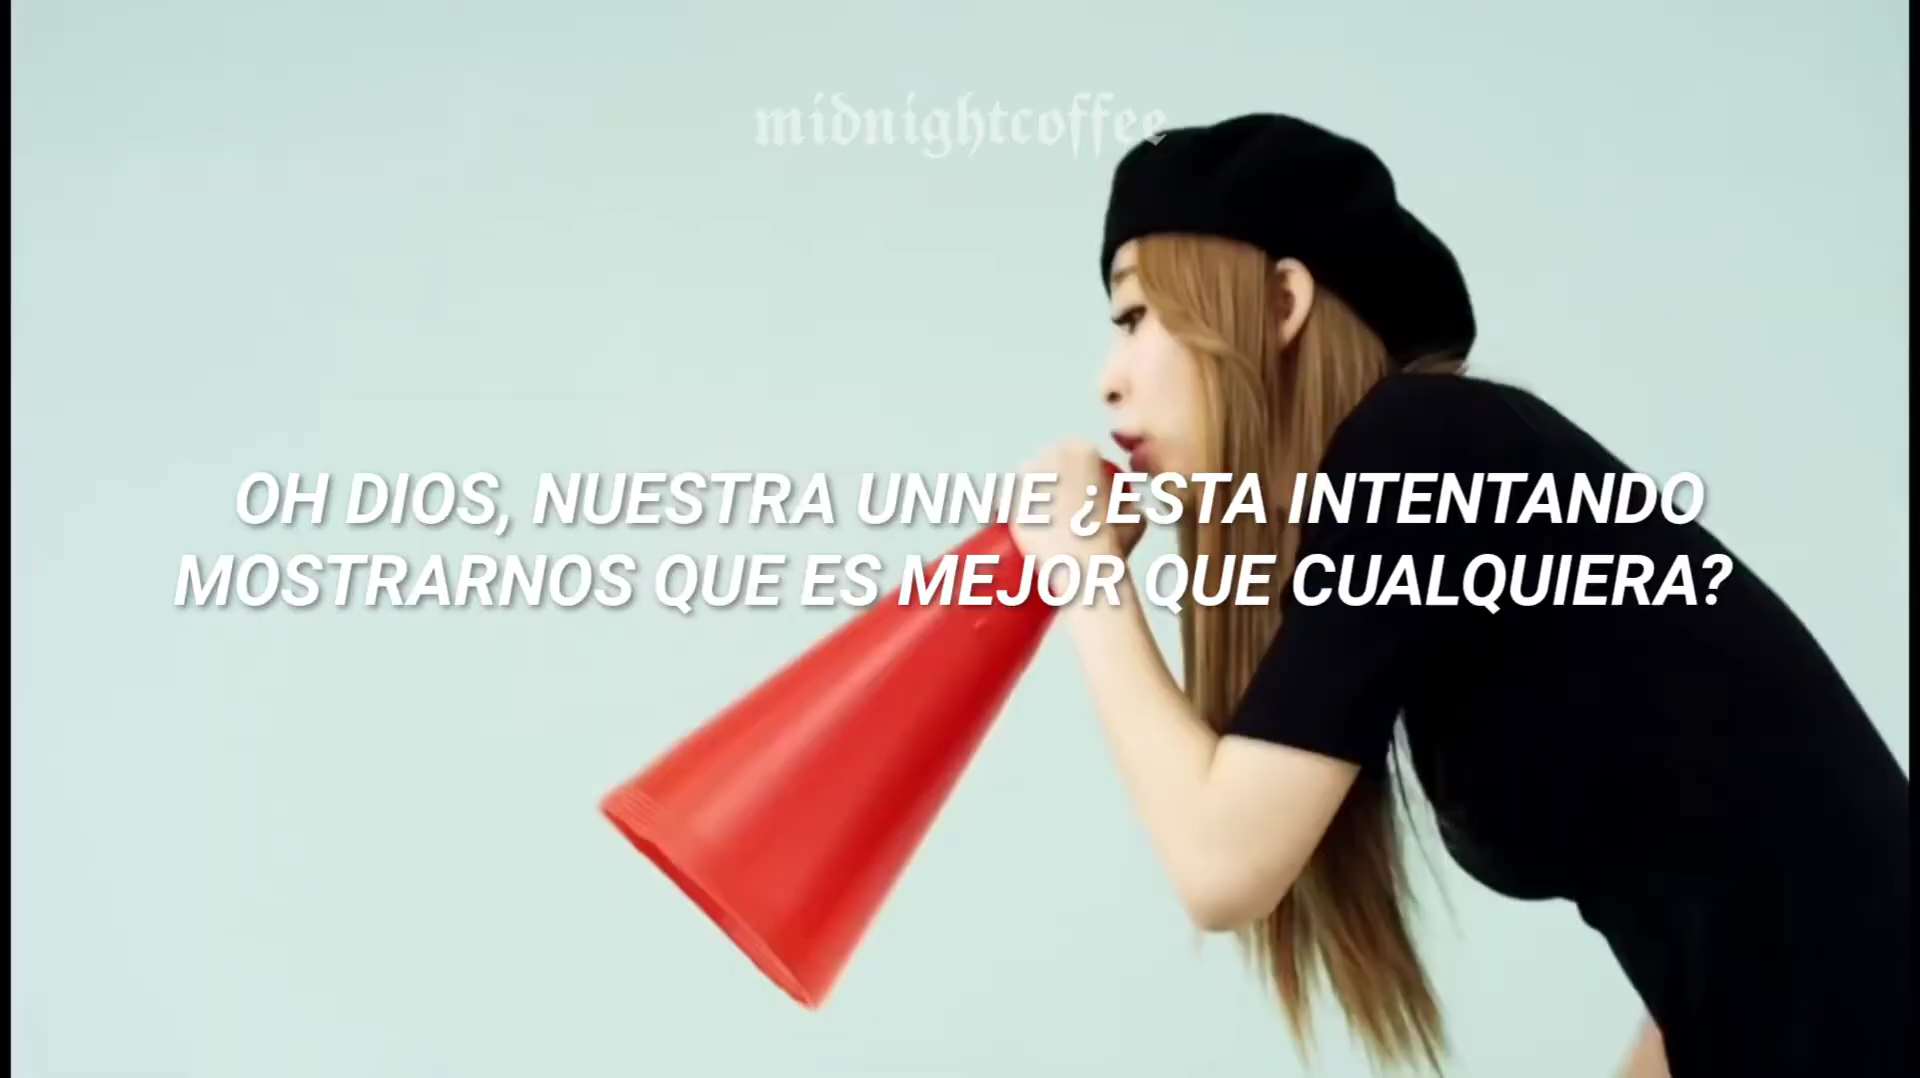 midnightcoffee
OH DIOS, NUESTRA UNNIE ¿ESTA INTENTANDO
MOSTRARNOS QUE ES MEJOR QUE CUALQUIERA?